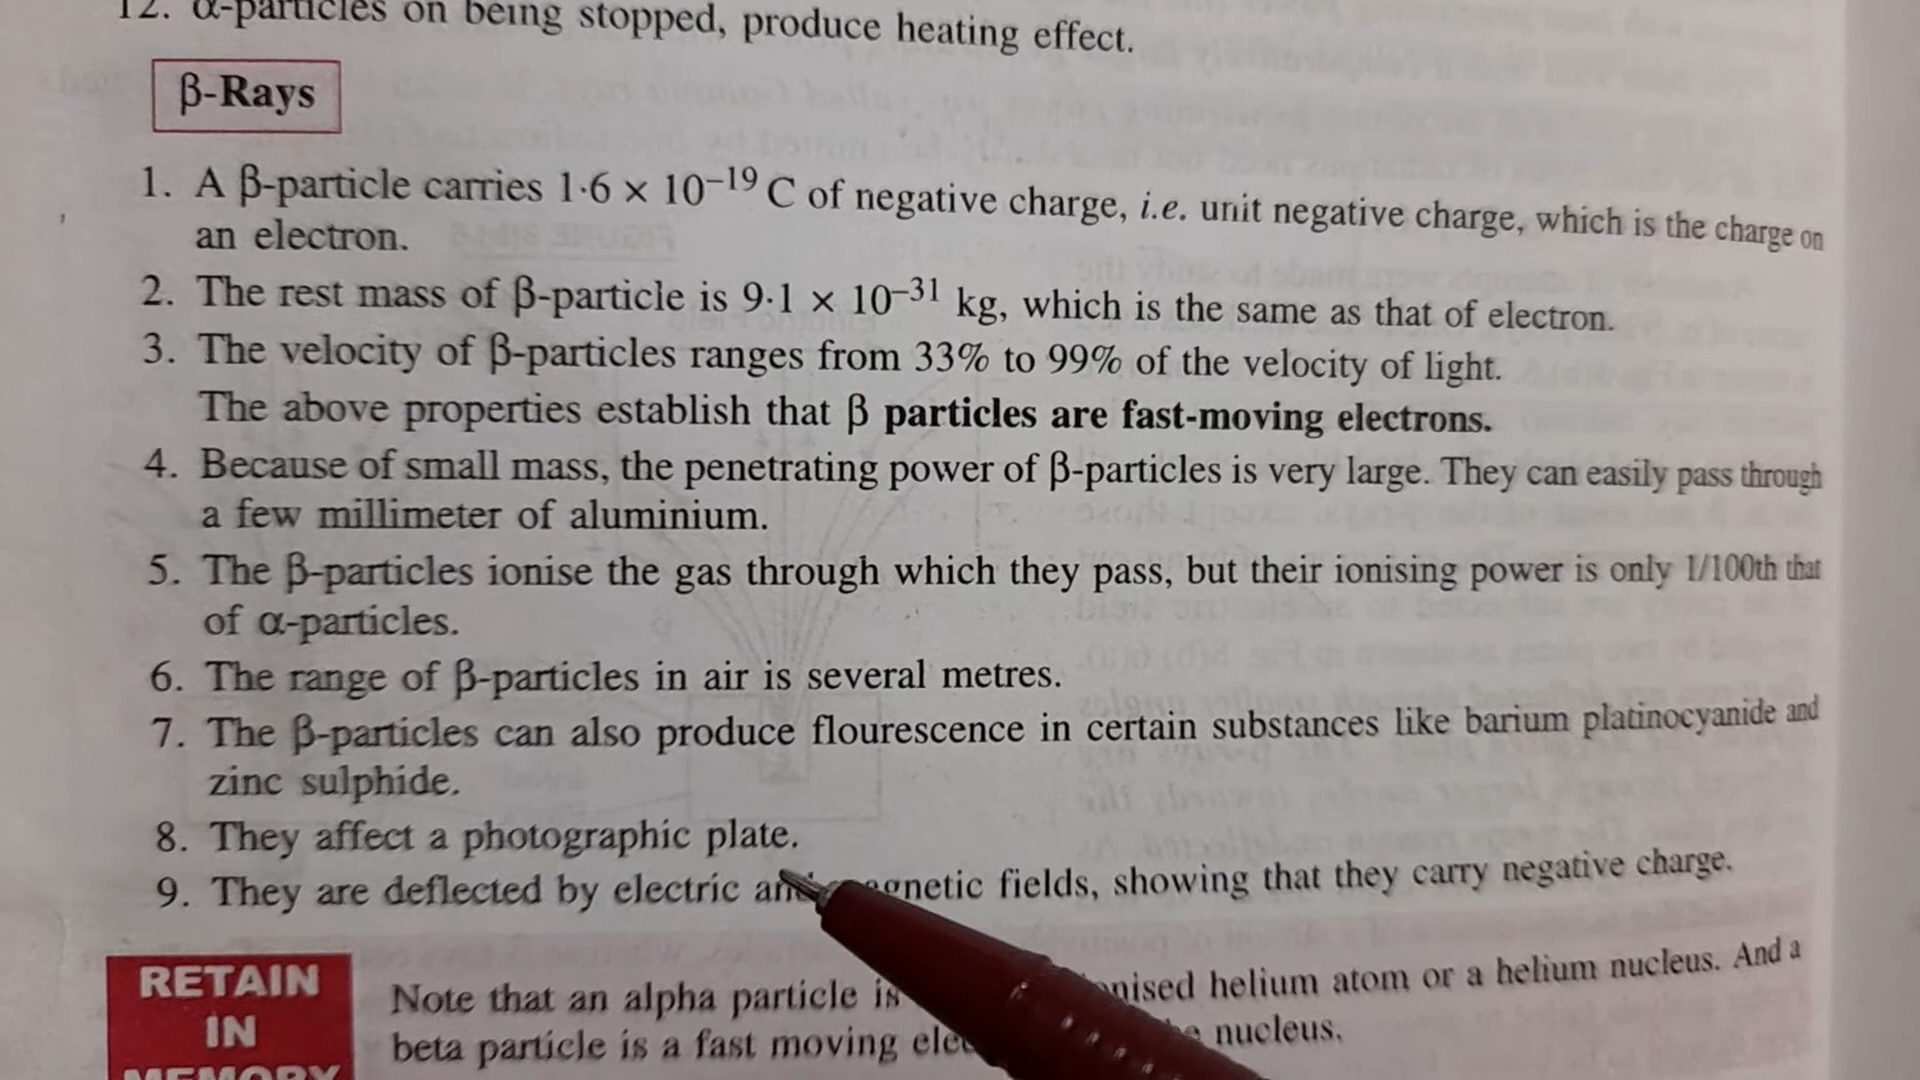 12. α-particles on being stopped, produce heating effect.
β-Rays
1. A β-particle carries 1·6 × 10⁻¹⁹ C of negative charge, i.e. unit negative charge, which is the charge on
an electron.
2. The rest mass of β-particle is 9·1 × 10⁻³¹ kg, which is the same as that of electron.
3. The velocity of β-particles ranges from 33% to 99% of the velocity of light.
The above properties establish that β particles are fast-moving electrons.
4. Because of small mass, the penetrating power of β-particles is very large. They can easily pass through
a few millimeter of aluminium.
5. The β-particles ionise the gas through which they pass, but their ionising power is only 1/100th that
of α-particles.
6. The range of β-particles in air is several metres.
7. The β-particles can also produce flourescence in certain substances like barium platinocyanide and
zinc sulphide.
8. They affect a photographic plate.
9. They are deflected by electric and magnetic fields, showing that they carry negative charge.
RETAIN
IN
MEMORY
Note that an alpha particle is helium atom or a helium nucleus. And a
beta particle is a fast moving nucleus.